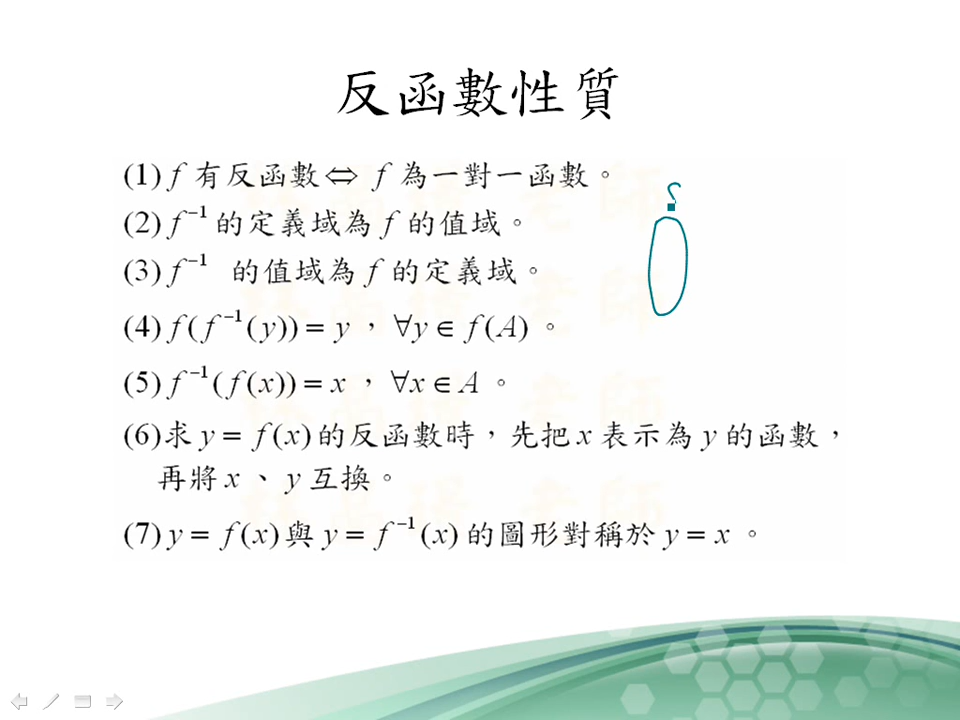 反函數性質
(1) f 有反函數 ⇔ f 為一對一函數。
(2) f⁻¹ 的定義域為 f 的值域。
(3) f⁻¹ 的值域為 f 的定義域。
(4) f(f⁻¹(y)) = y，∀y ∈ f(A)。
(5) f⁻¹(f(x)) = x，∀x ∈ A。
(6)求 y = f(x) 的反函數時，先把 x 表示為 y 的函數，
再將 x、y 互換。
(7) y = f(x) 與 y = f⁻¹(x) 的圖形對稱於 y = x。